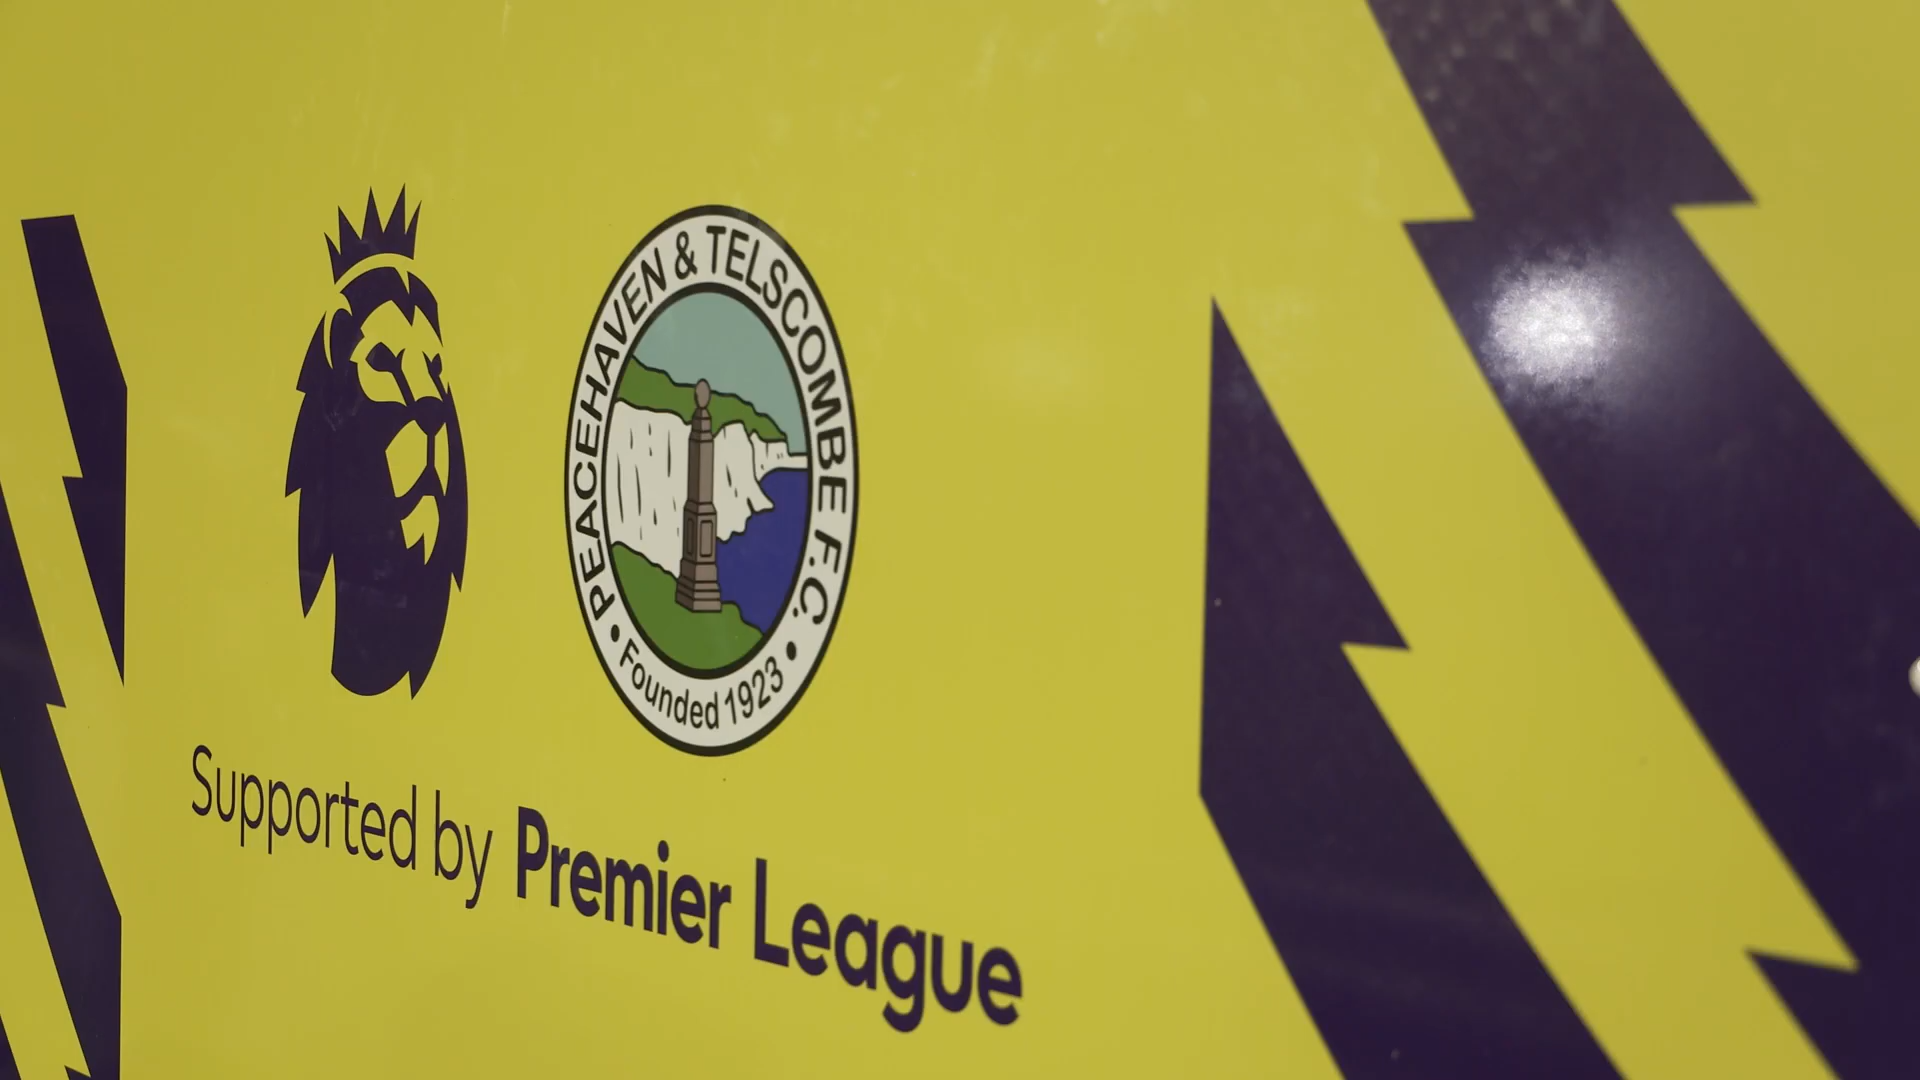 PEACEHAVEN & TELSCOMBE F.C.
Founded 1923
Supported by Premier League